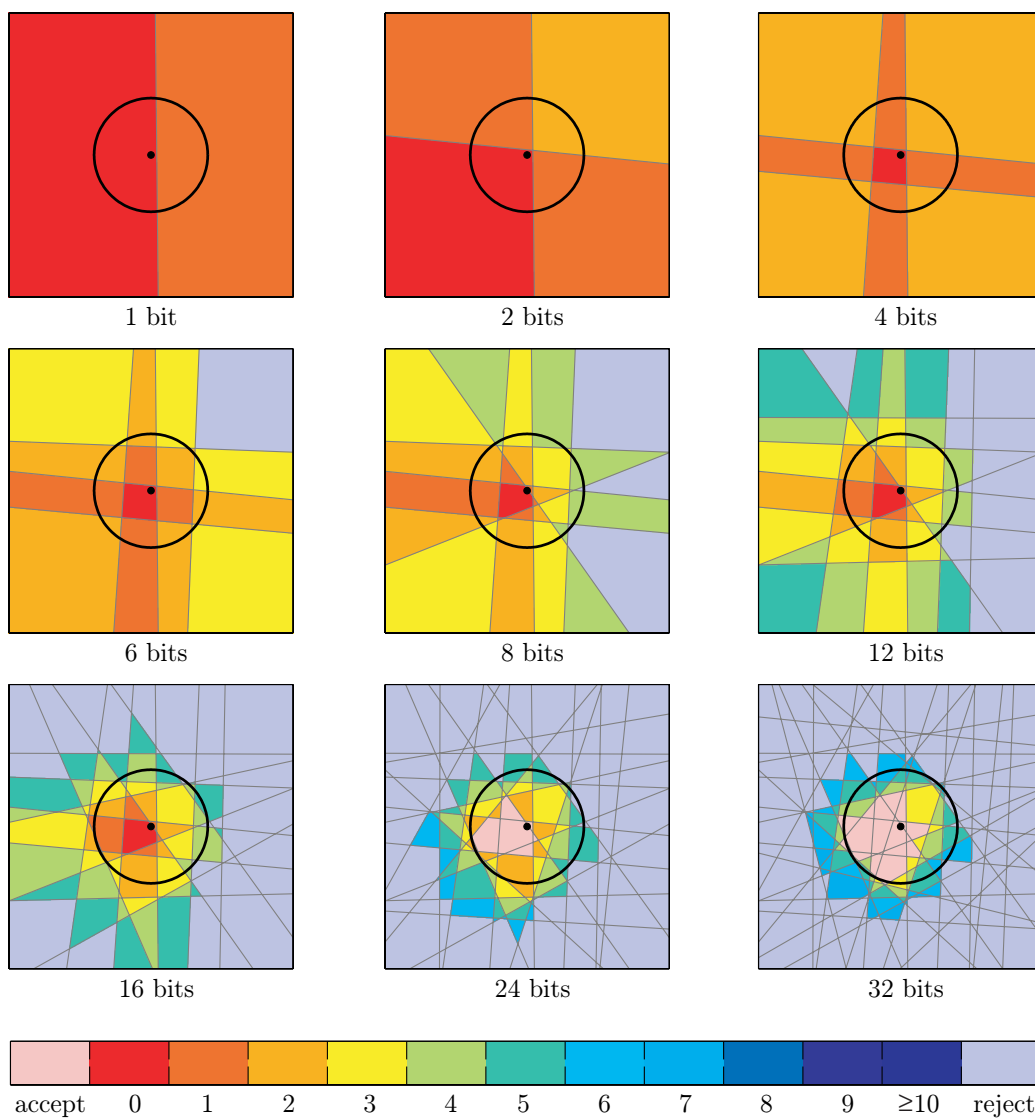 1 bit 2 bits 4 bits
6 bits 8 bits 12 bits
16 bits 24 bits 32 bits
accept 0 1 2 3 4 5 6 7 8 9 ≥10 reject